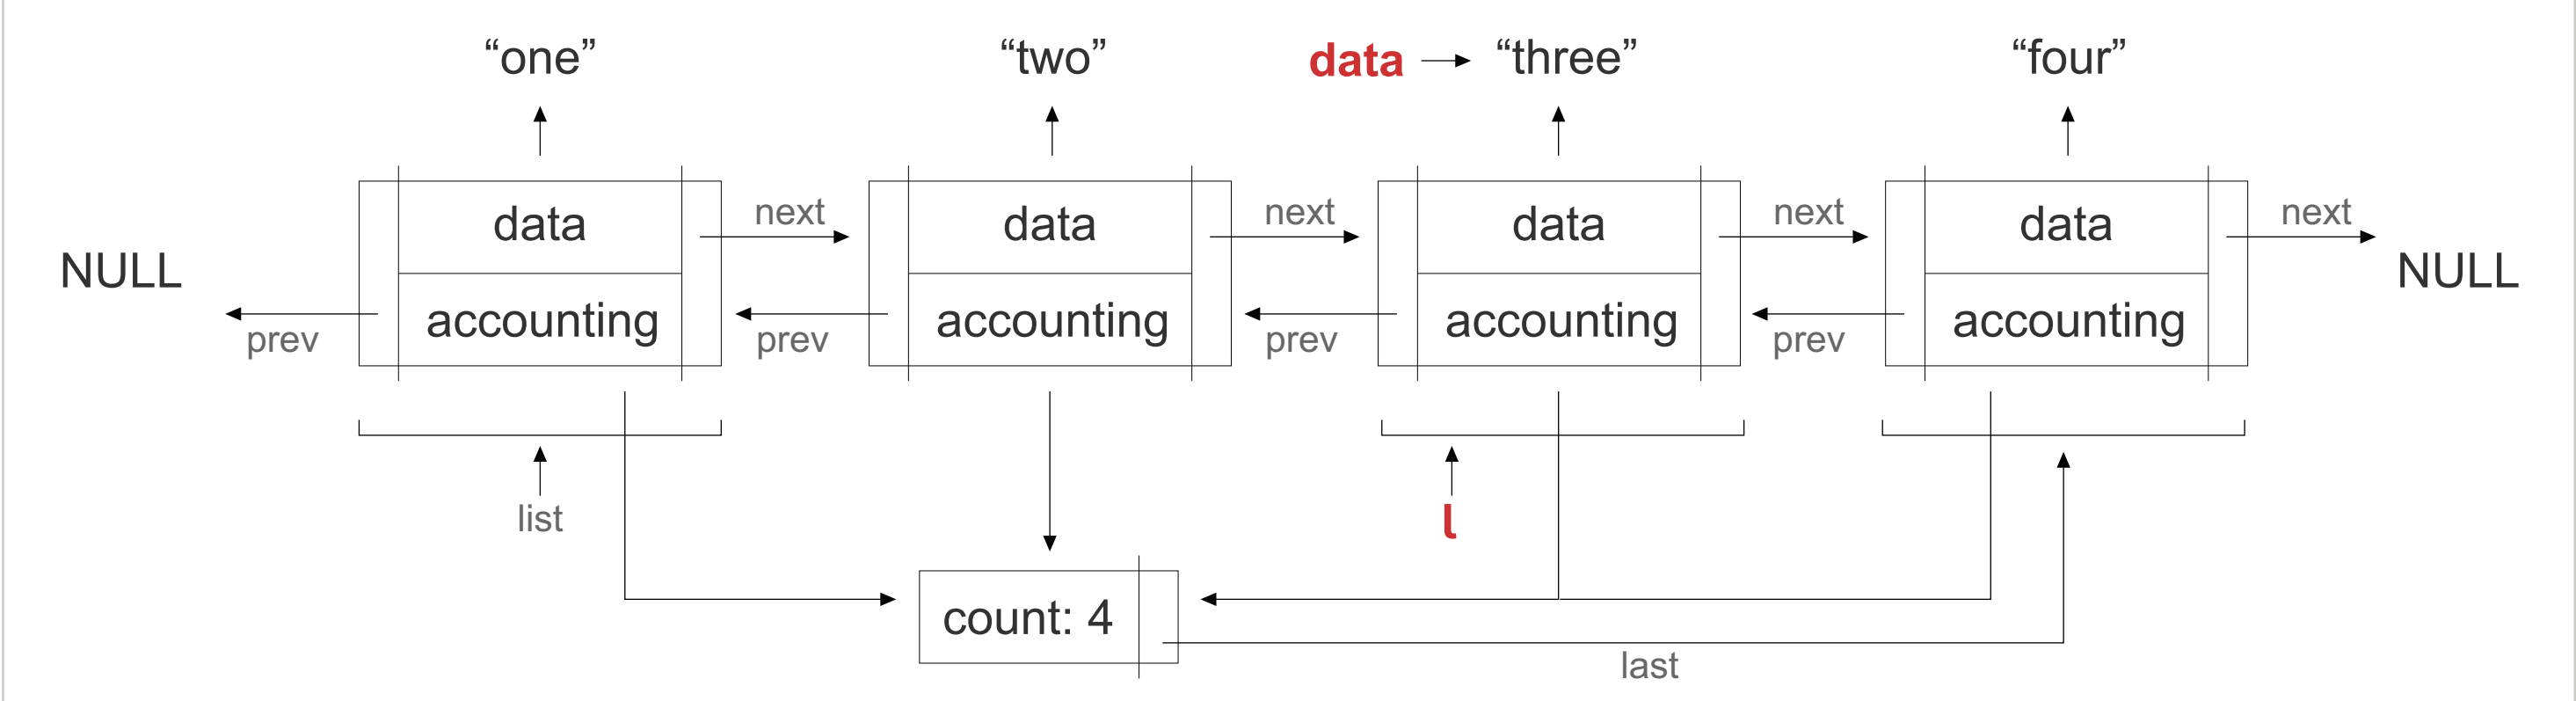 “one” “two” data “three” “four”
data next data next data next data next
NULL NULL
accounting accounting accounting accounting
prev prev prev prev
list l
count: 4
last